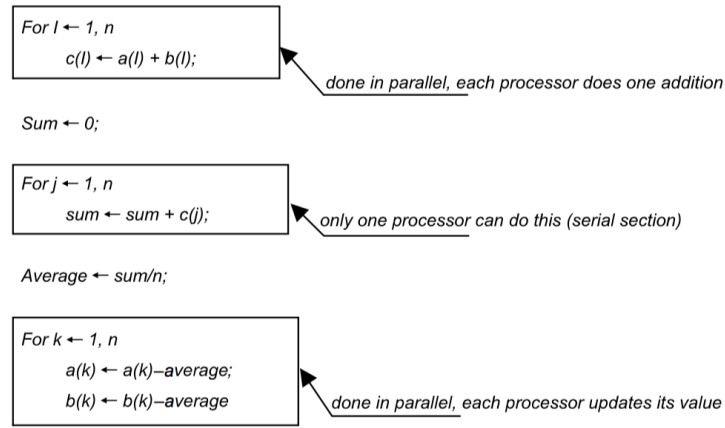 For I ← 1, n
c(I) ← a(I) + b(I);
done in parallel, each processor does one addition
Sum ← 0;
For j ← 1, n
sum ← sum + c(j);
only one processor can do this (serial section)
Average ← sum/n;
For k ← 1, n
a(k) ← a(k)–average;
b(k) ← b(k)–average
done in parallel, each processor updates its value